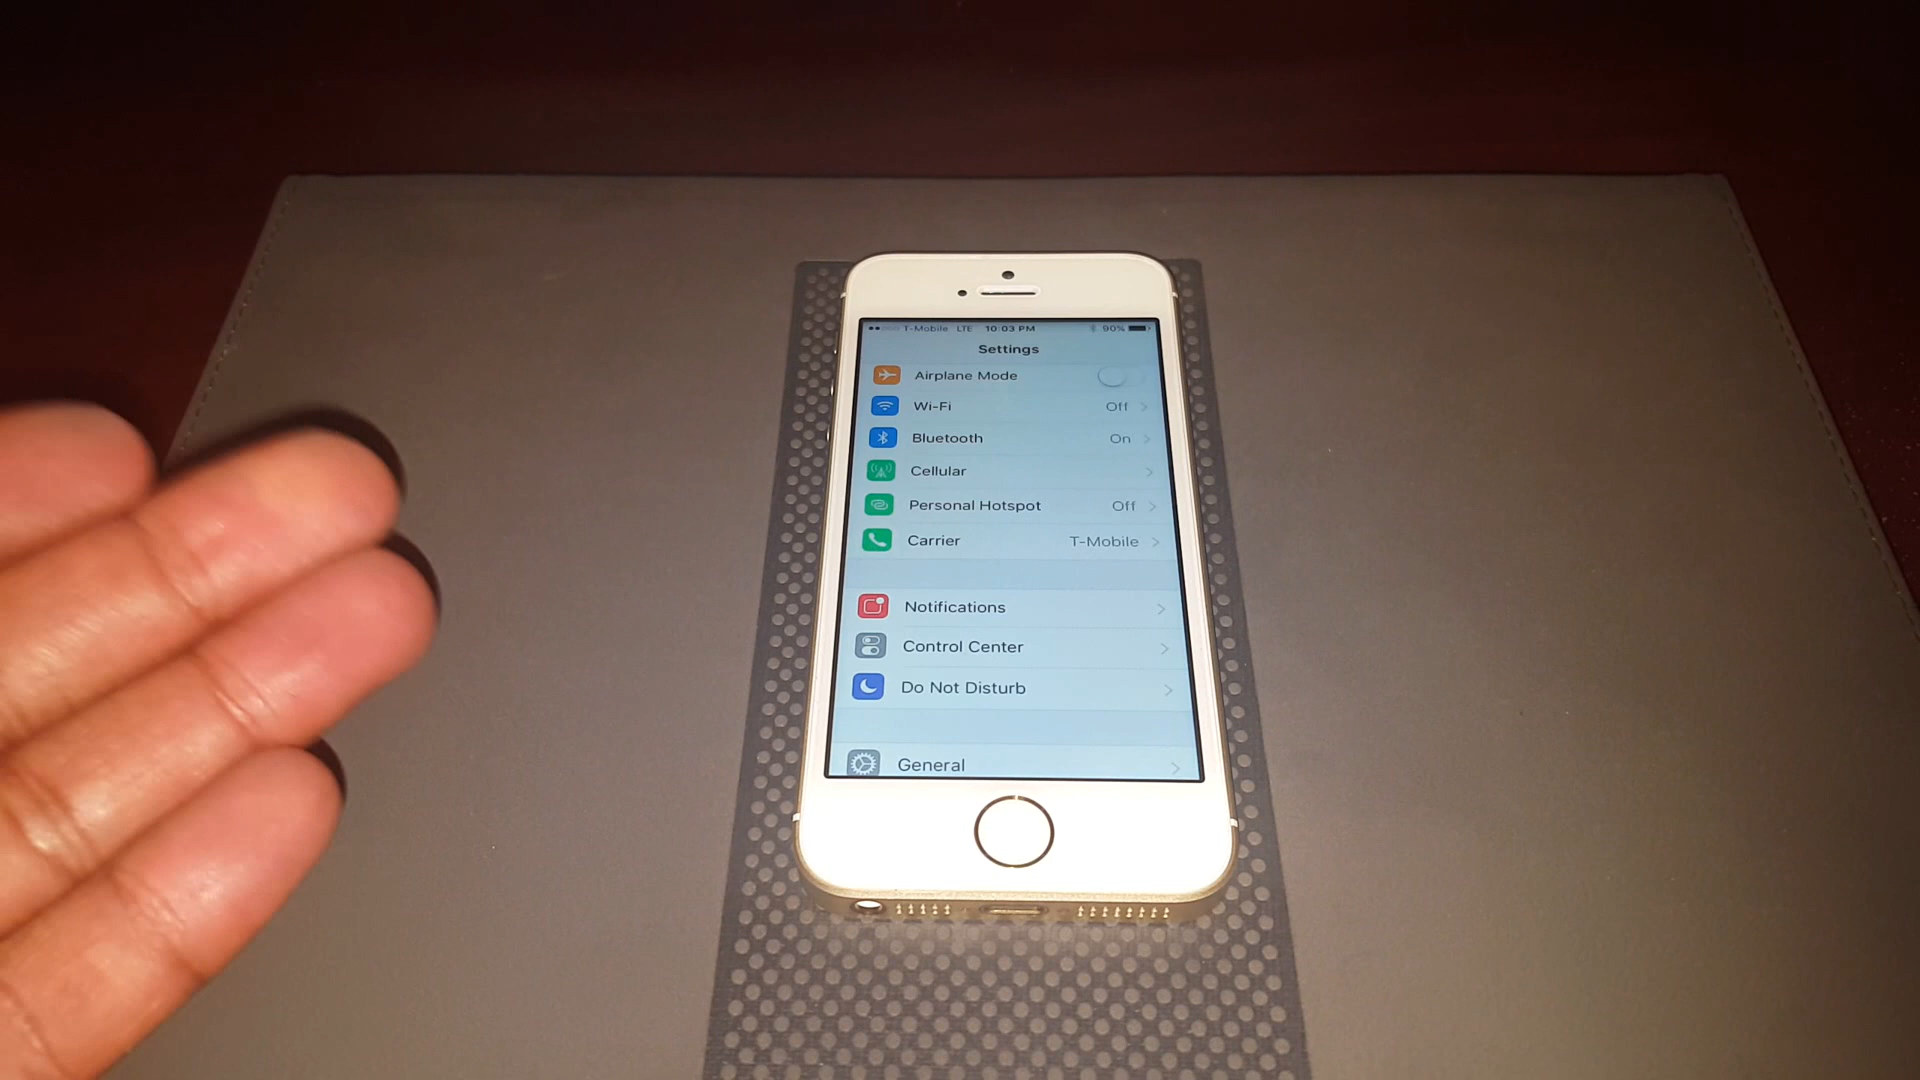 T-Mobile LTE 10:03 PM 90%
Settings
Airplane Mode
Wi-Fi Off
Bluetooth On
Cellular
Personal Hotspot Off
Carrier T-Mobile
Notifications
Control Center
Do Not Disturb
General